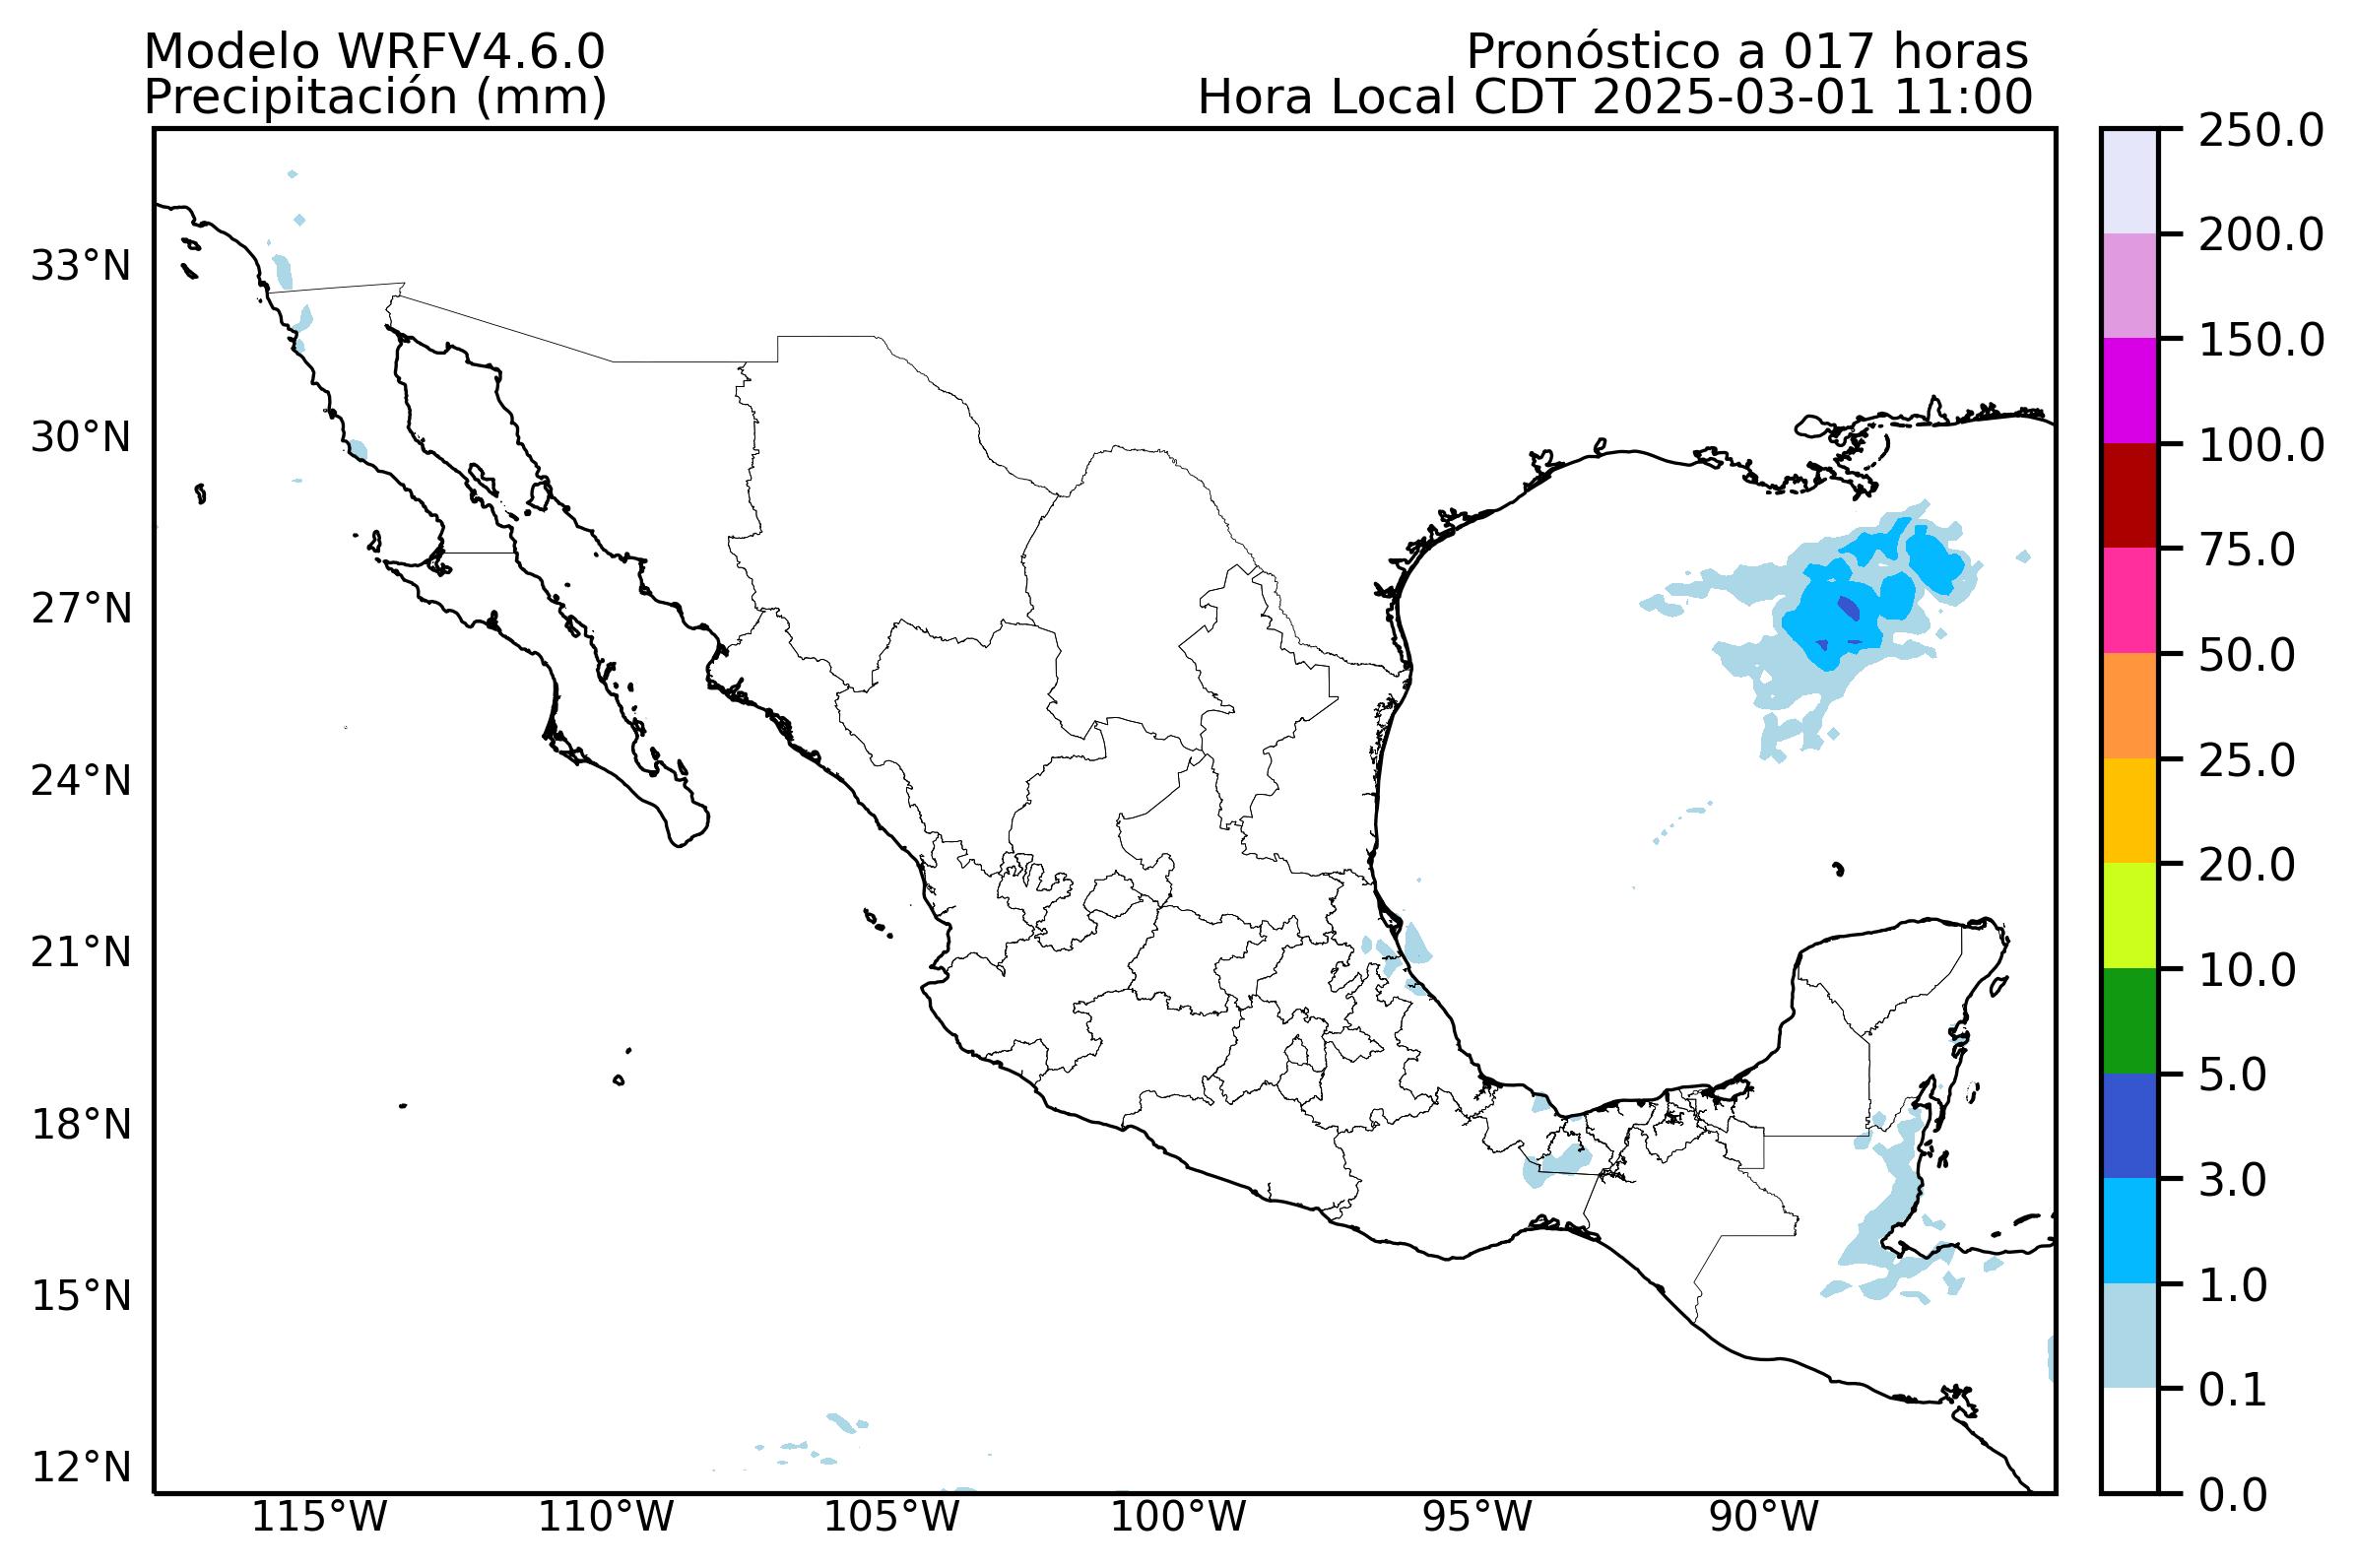 Modelo WRFV4.6.0
Precipitación (mm)
Pronóstico a 017 horas
Hora Local CDT 2025-03-01 11:00
33°N
30°N
27°N
24°N
21°N
18°N
15°N
12°N
115°W
110°W
105°W
100°W
95°W
90°W
250.0
200.0
150.0
100.0
75.0
50.0
25.0
20.0
10.0
5.0
3.0
1.0
0.1
0.0